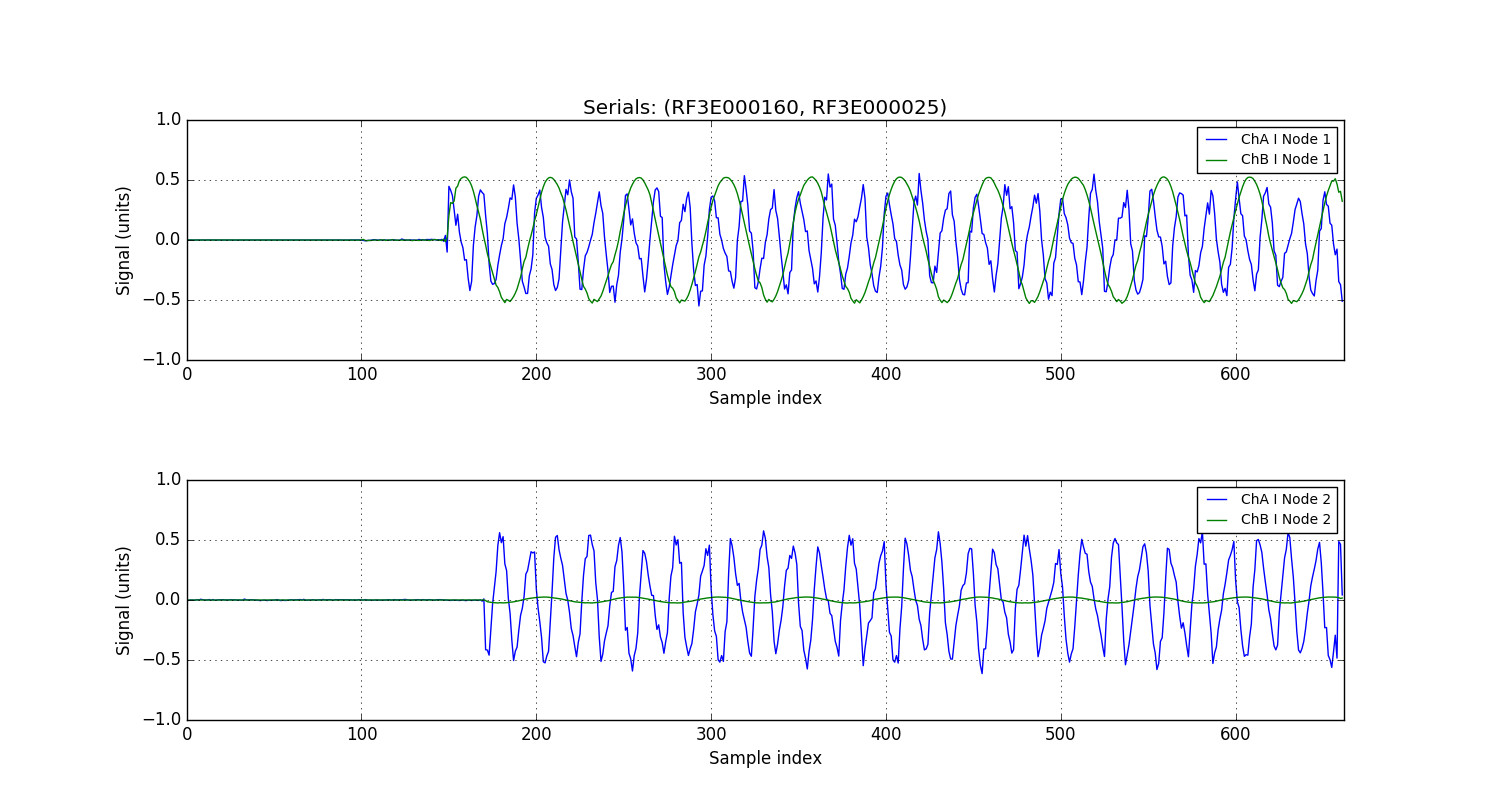 Serials: (RF3E000160, RF3E000025)
1.0
0.5
0.0
−0.5
−1.0
Signal (units)
ChA I Node 1
ChB I Node 1
0 100 200 300 400 500 600
Sample index
1.0
0.5
0.0
−0.5
−1.0
Signal (units)
ChA I Node 2
ChB I Node 2
0 100 200 300 400 500 600
Sample index